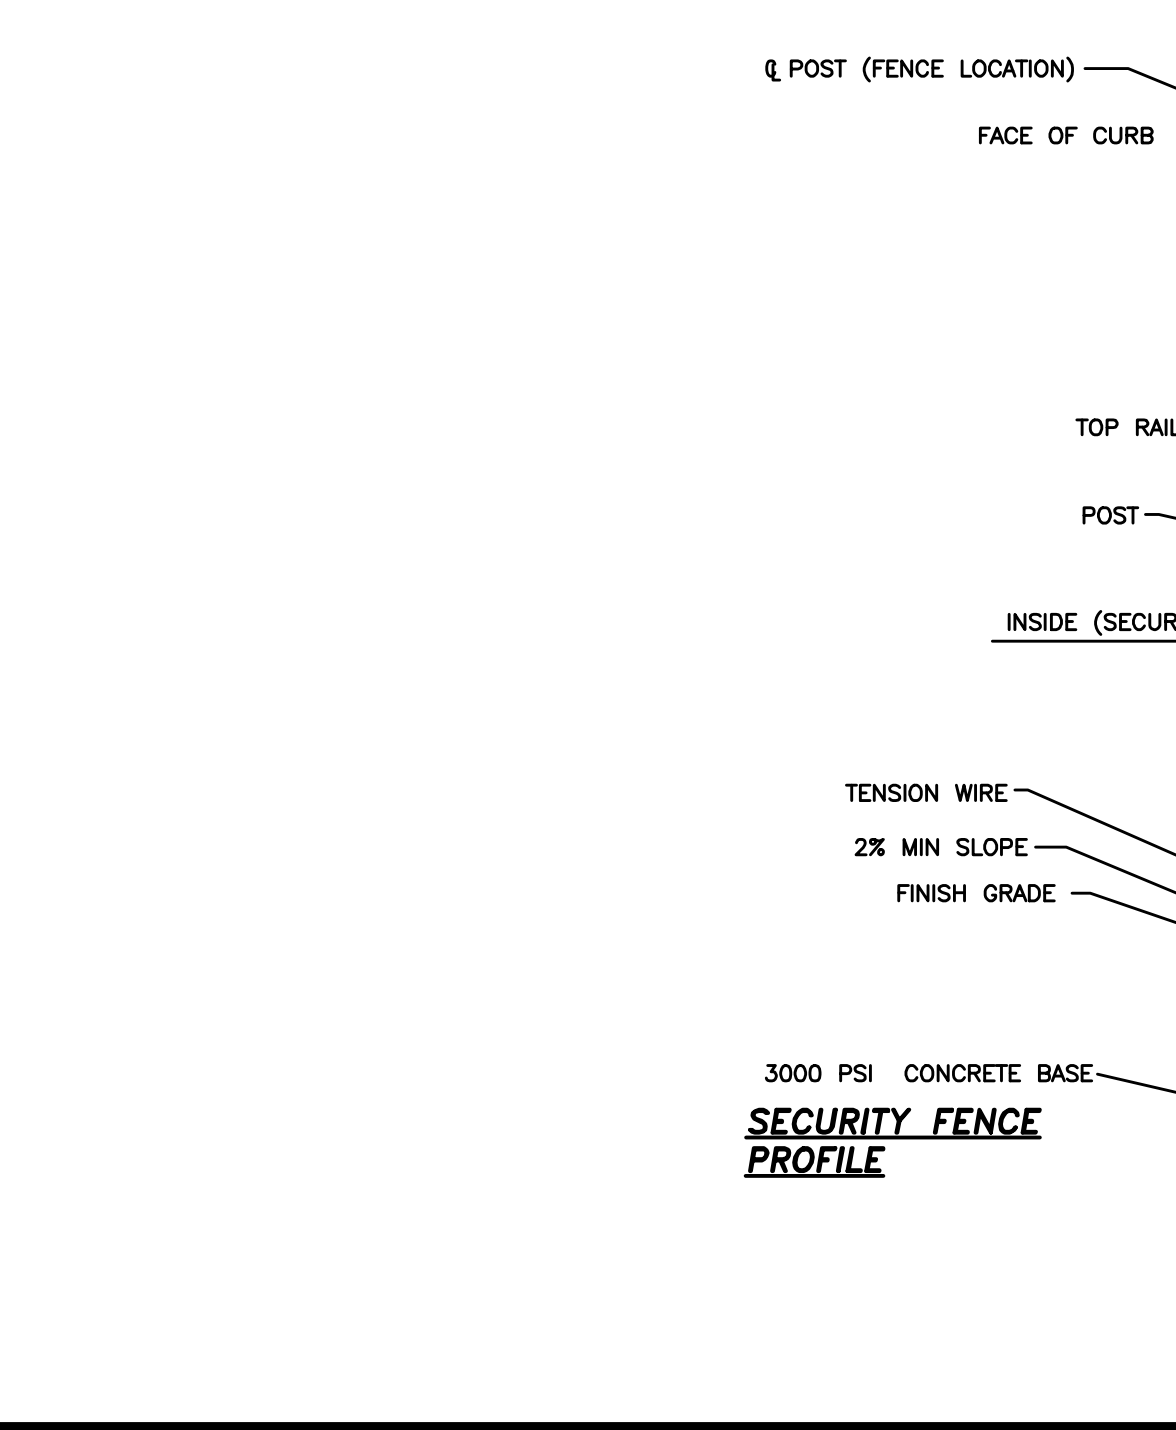 ℄ POST (FENCE LOCATION)
FACE OF CURB
TOP RAIL
POST
INSIDE
TENSION WIRE
2% MIN SLOPE
FINISH GRADE
3000 PSI CONCRETE BASE
SECURITY FENCE
PROFILE